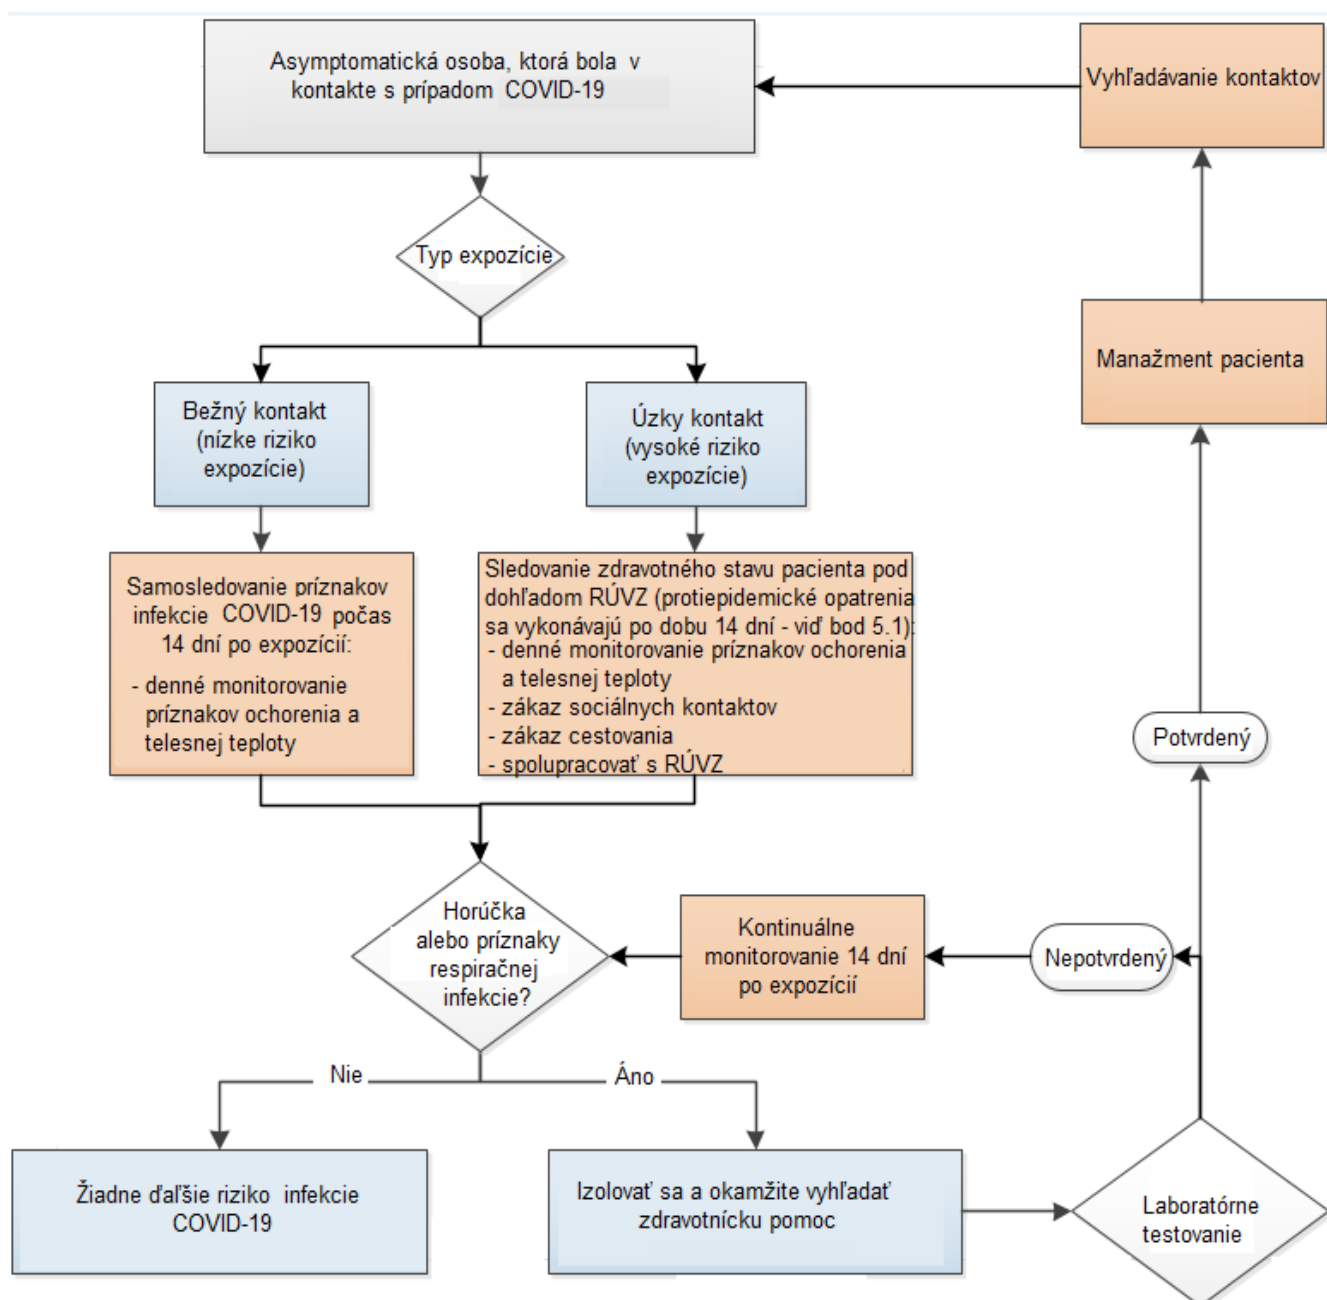 Asymptomatická osoba, ktorá bola v
kontakte s prípadom COVID-19
Vyhľadávanie kontaktov
Typ expozície
Manažment pacienta
Bežný kontakt
(nízke riziko
expozície)
Úzky kontakt
(vysoké riziko
expozície)
Samosledovanie príznakov
infekcie COVID-19 počas
14 dní po expozícií:
- denné monitorovanie
príznakov ochorenia a
telesnej teploty
Sledovanie zdravotného stavu pacienta pod
dohľadom RÚVZ (protiepidemické opatrenia
sa vykonávajú po dobu 14 dní - viď bod 5.1):
- denné monitorovanie príznakov ochorenia
a telesnej teploty
- zákaz sociálnych kontaktov
- zákaz cestovania
- spolupracovať s RÚVZ
Potvrdený
Horúčka
alebo príznaky
respiračnej
infekcie?
Kontinuálne
monitorovanie 14 dní
po expozícií
Nepotvrdený
Nie
Áno
Žiadne ďaľšie riziko infekcie
COVID-19
Izolovať sa a okamžite vyhľadať
zdravotnícku pomoc
Laboratórne
testovanie